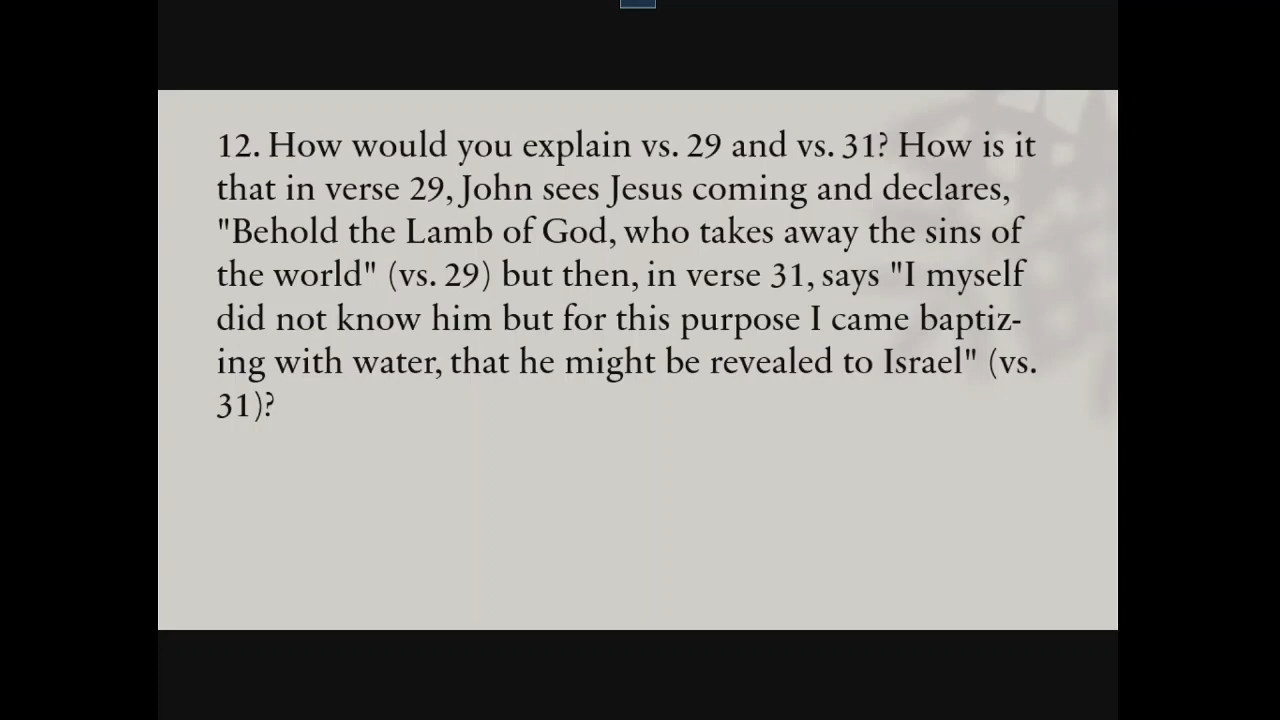 12. How would you explain vs. 29 and vs. 31? How is it
that in verse 29, John sees Jesus coming and declares,
"Behold the Lamb of God, who takes away the sins of
the world" (vs. 29) but then, in verse 31, says "I myself
did not know him but for this purpose I came baptiz-
ing with water, that he might be revealed to Israel" (vs.
31)?